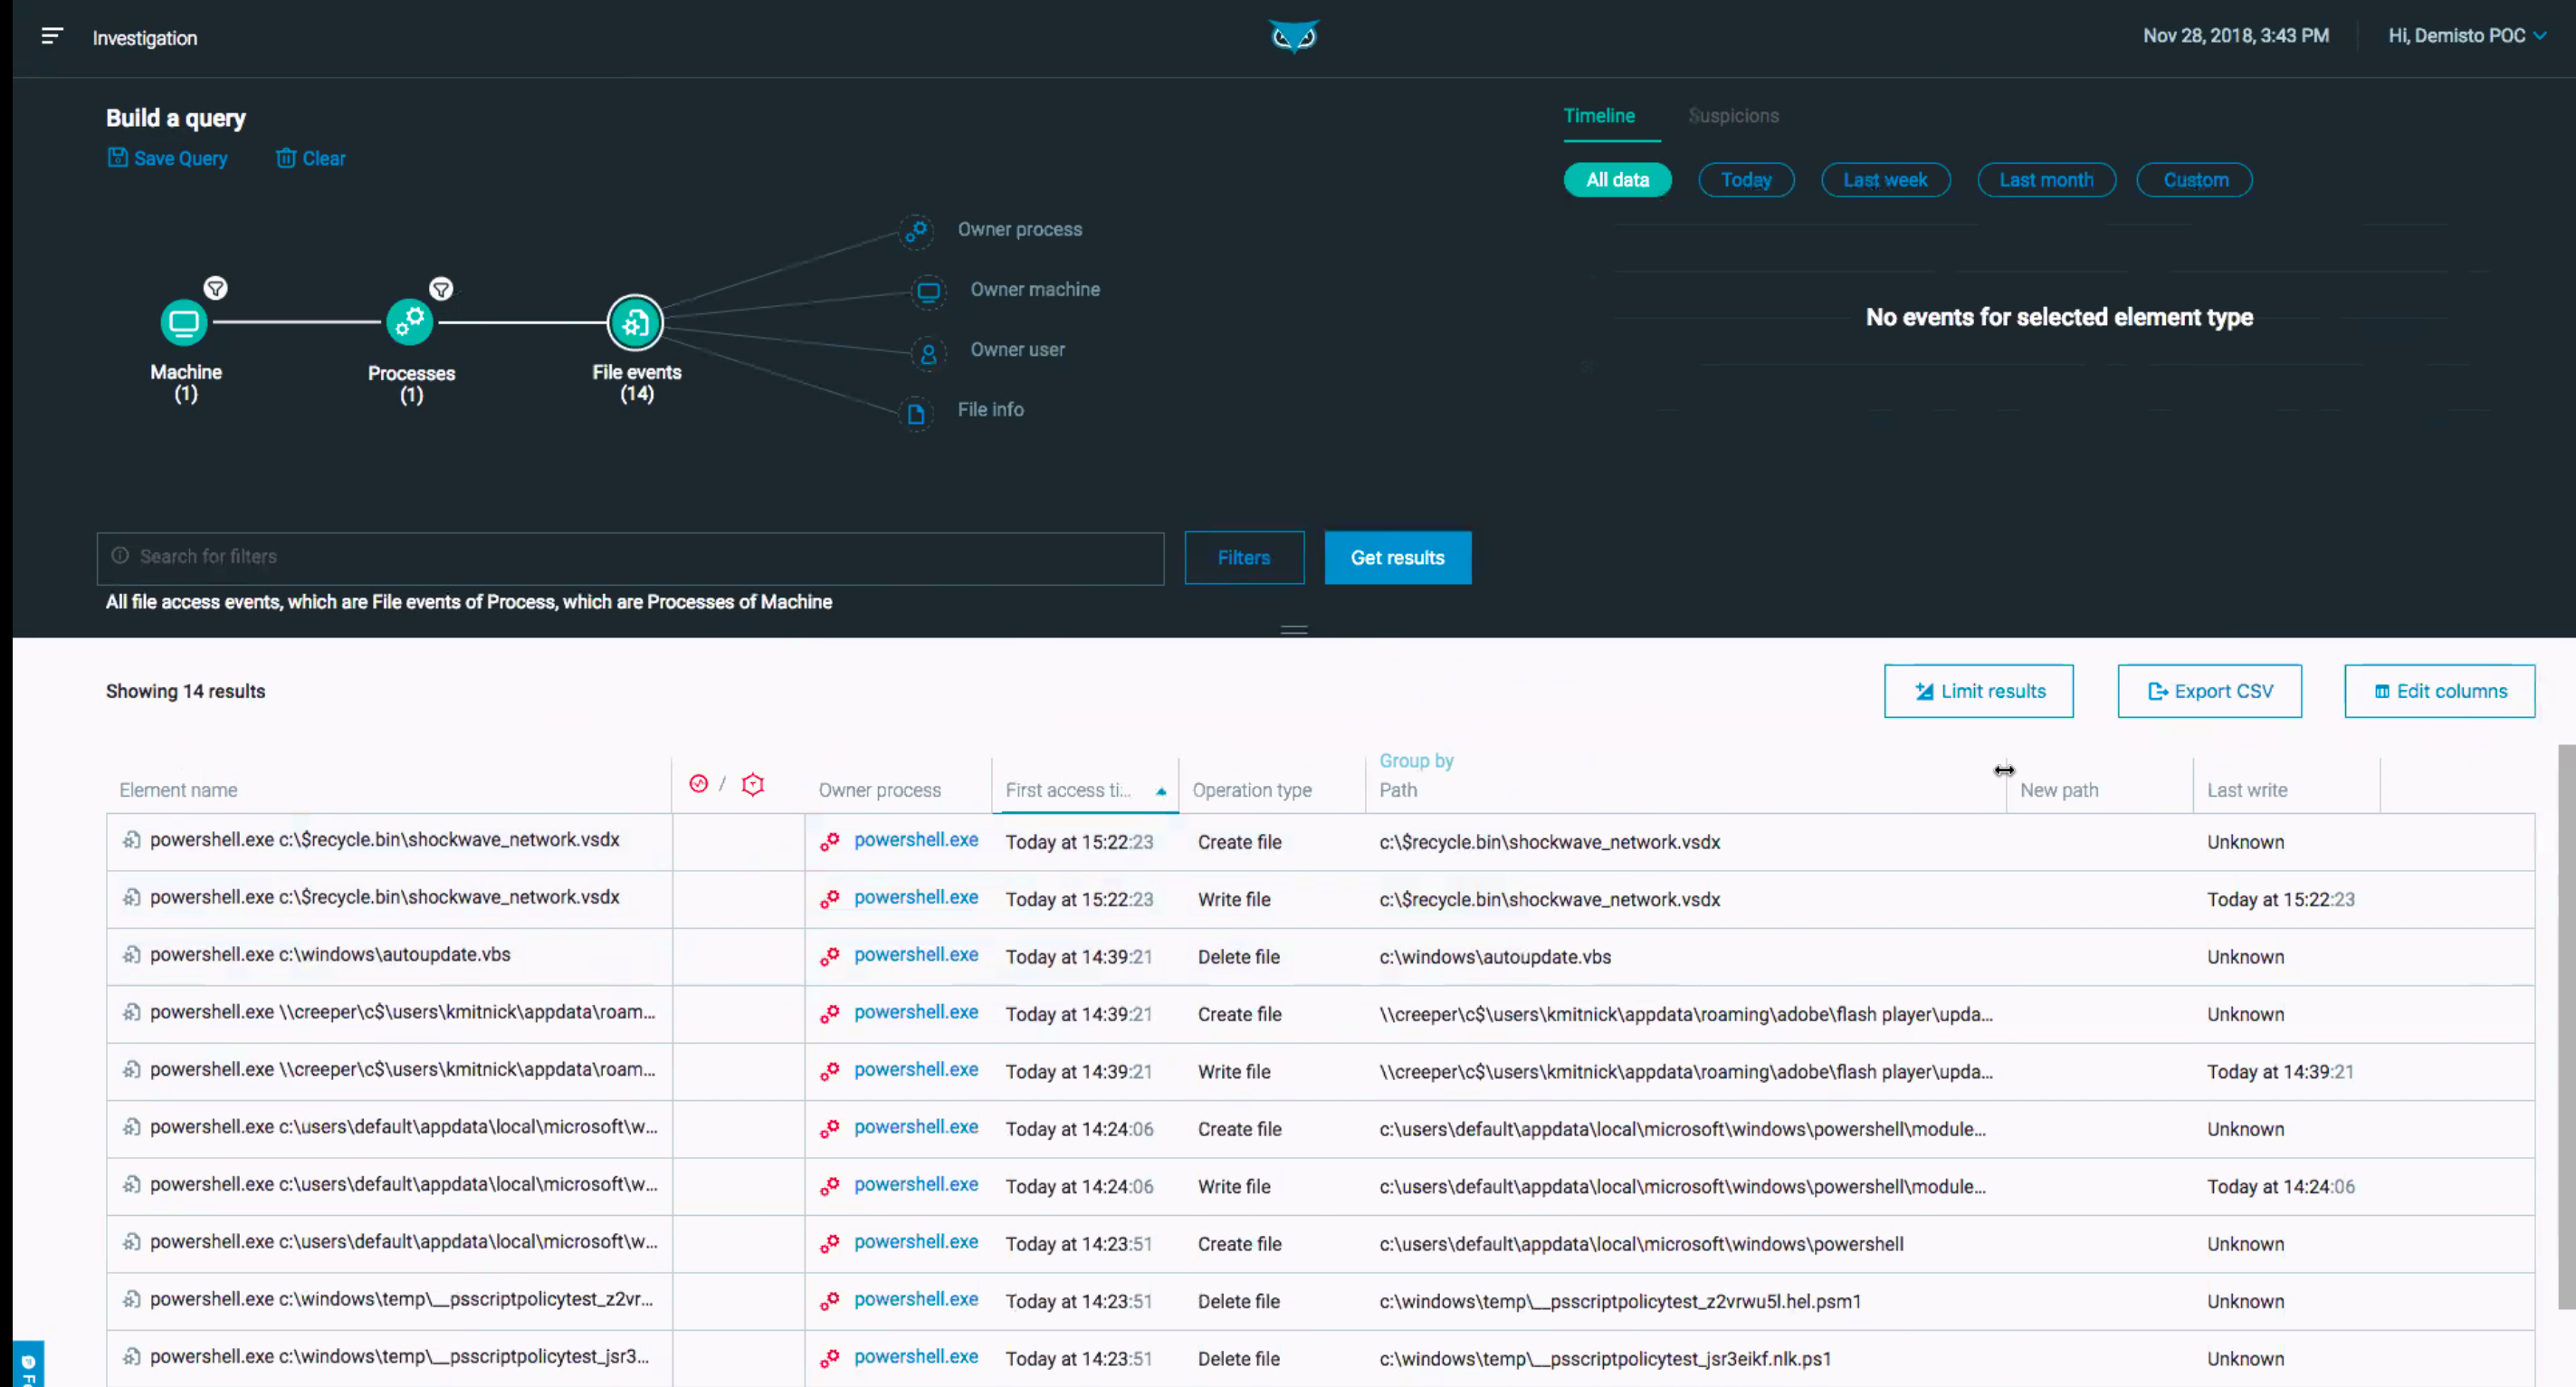 Investigation
Nov 28, 2018, 3:43 PM
Hi, Demisto POC
Build a query
Save Query
Clear
Timeline
Suspicions
All data
Today
Last week
Last month
Custom
Owner process
Owner machine
Owner user
File info
Machine
(1)
Processes
(1)
File events
(14)
No events for selected element type
Search for filters
Filters
Get results
All file access events, which are File events of Process, which are Processes of Machine
Showing 14 results
Limit results
Export CSV
Edit columns
Group by
Element name / Owner process First access ti... Operation type Path New path Last write
powershell.exe c:\$recycle.bin\shockwave_network.vsdx powershell.exe Today at 15:22:23 Create file c:\$recycle.bin\shockwave_network.vsdx Unknown
powershell.exe c:\$recycle.bin\shockwave_network.vsdx powershell.exe Today at 15:22:23 Write file c:\$recycle.bin\shockwave_network.vsdx Today at 15:22:23
powershell.exe c:\windows\autoupdate.vbs powershell.exe Today at 14:39:21 Delete file c:\windows\autoupdate.vbs Unknown
powershell.exe \\creeper\c$\users\kmitnick\appdata\roam... powershell.exe Today at 14:39:21 Create file \\creeper\c$\users\kmitnick\appdata\roaming\adobe\flash player\upda... Unknown
powershell.exe \\creeper\c$\users\kmitnick\appdata\roam... powershell.exe Today at 14:39:21 Write file \\creeper\c$\users\kmitnick\appdata\roaming\adobe\flash player\upda... Today at 14:39:21
powershell.exe c:\users\default\appdata\local\microsoft\w... powershell.exe Today at 14:24:06 Create file c:\users\default\appdata\local\microsoft\windows\powershell\module... Unknown
powershell.exe c:\users\default\appdata\local\microsoft\w... powershell.exe Today at 14:24:06 Write file c:\users\default\appdata\local\microsoft\windows\powershell\module... Today at 14:24:06
powershell.exe c:\users\default\appdata\local\microsoft\w... powershell.exe Today at 14:23:51 Create file c:\users\default\appdata\local\microsoft\windows\powershell Unknown
powershell.exe c:\windows\temp\__psscriptpolicytest_z2vr... powershell.exe Today at 14:23:51 Delete file c:\windows\temp\__psscriptpolicytest_z2vrwu5l.hel.psm1 Unknown
powershell.exe c:\windows\temp\__psscriptpolicytest_jsr3... powershell.exe Today at 14:23:51 Delete file c:\windows\temp\__psscriptpolicytest_jsr3eikf.nlk.ps1 Unknown